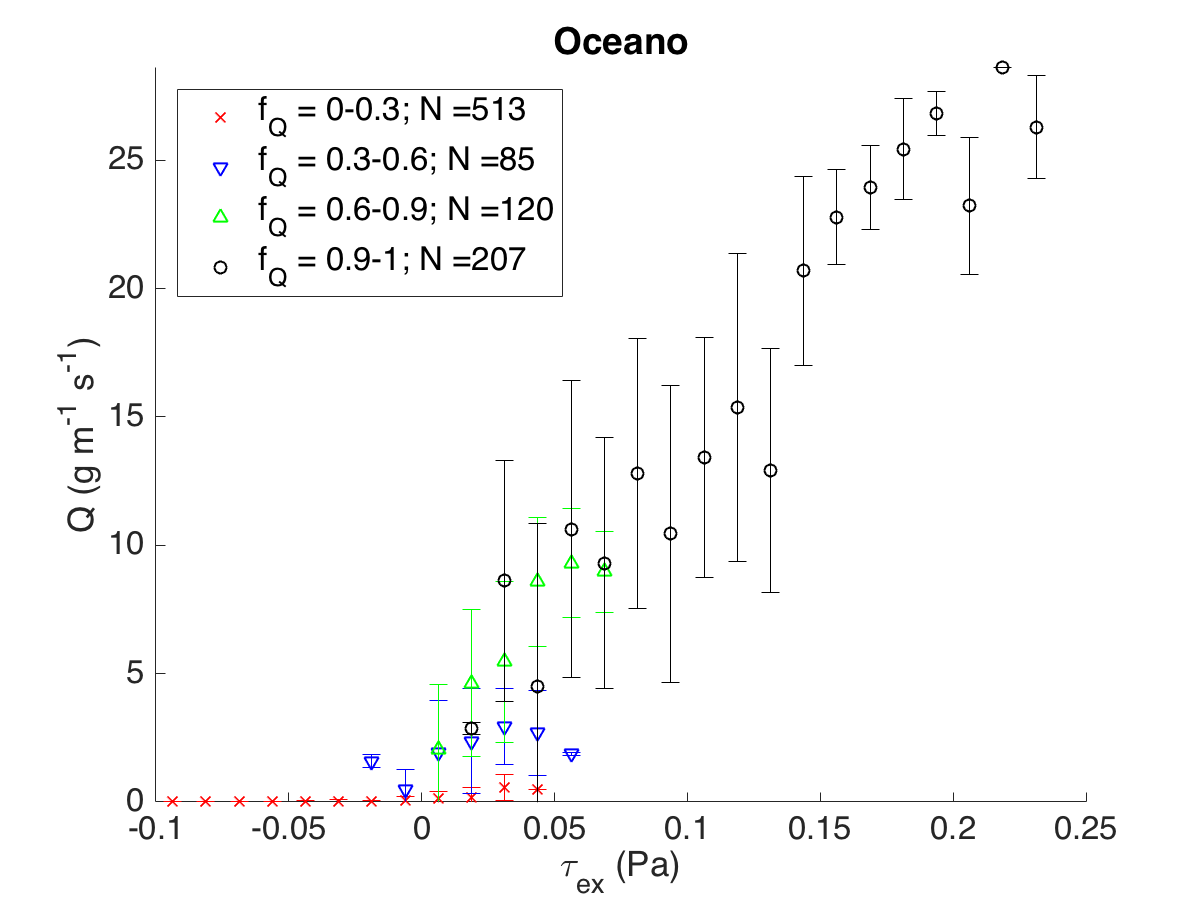 Oceano
f_Q = 0-0.3; N =513
f_Q = 0.3-0.6; N =85
f_Q = 0.6-0.9; N =120
f_Q = 0.9-1; N =207
25
20
15
10
5
0
Q (g m^-1 s^-1)
-0.1 -0.05 0 0.05 0.1 0.15 0.2 0.25
τ_ex (Pa)